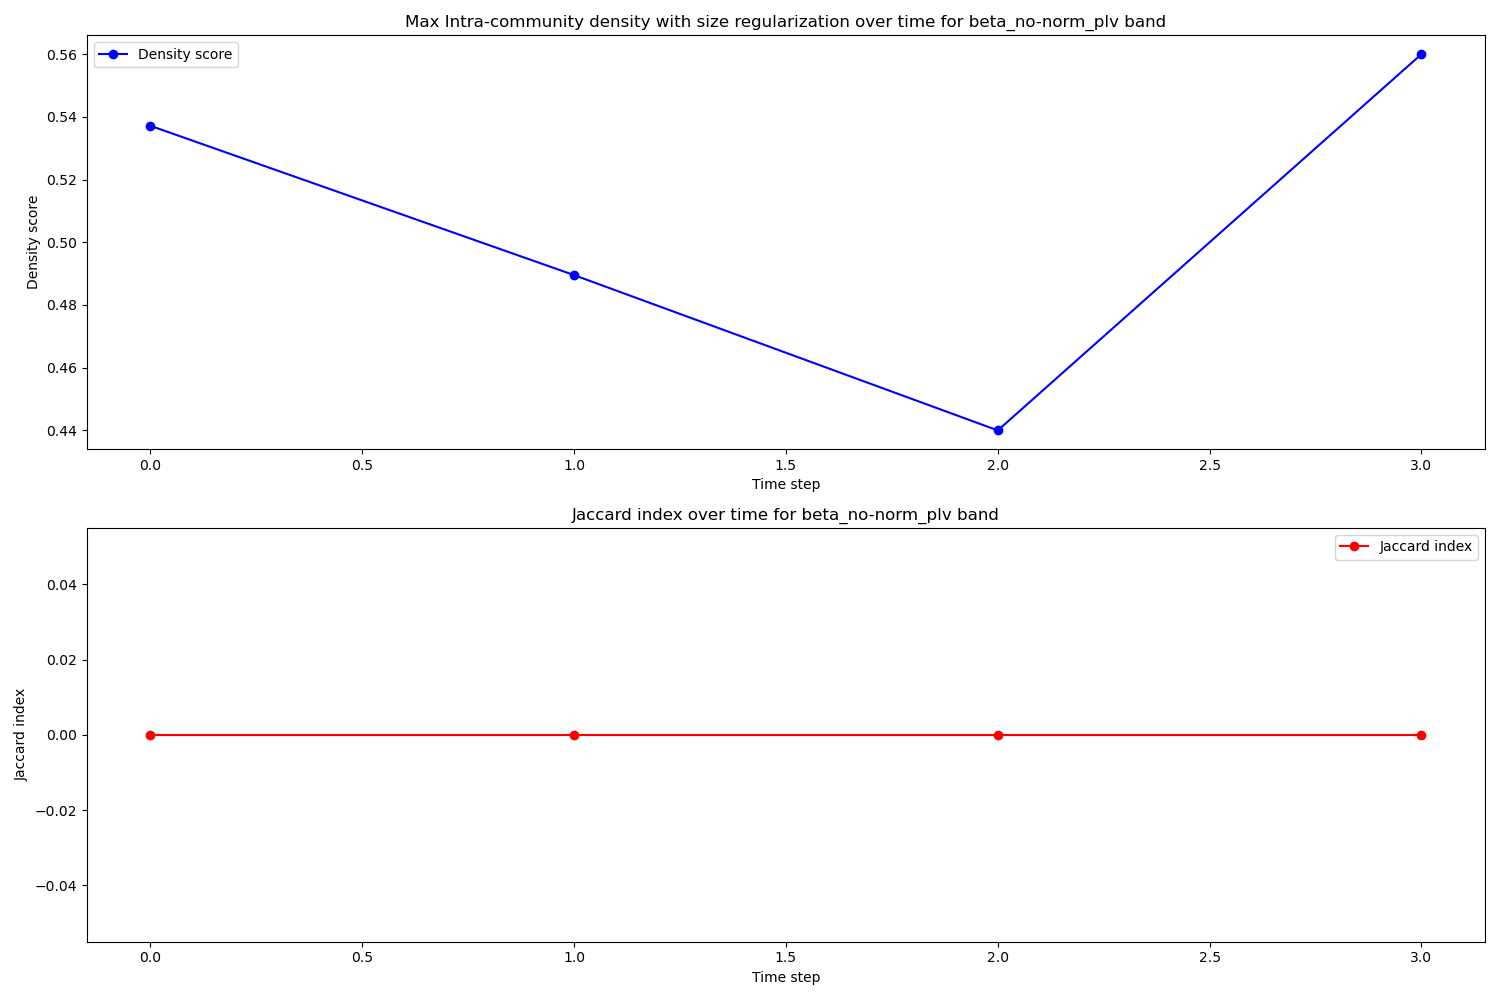 Max Intra-community density with size regularization over time for beta_no-norm_plv band
Density score
0.56
0.54
0.52
0.50
0.48
0.46
0.44
Density score
0.0 0.5 1.0 1.5 2.0 2.5 3.0
Time step
Jaccard index over time for beta_no-norm_plv band
Jaccard index
0.04
0.02
0.00
−0.02
−0.04
Jaccard index
0.0 0.5 1.0 1.5 2.0 2.5 3.0
Time step